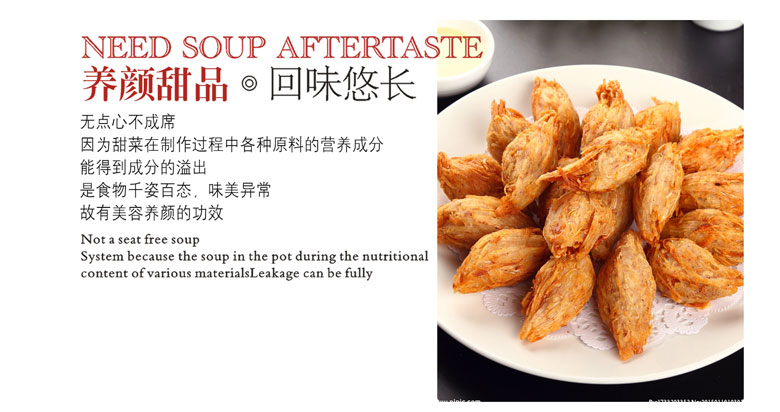 NEED SOUP AFTERTASTE
养颜甜品◎回味悠长
无点心不成席
因为甜菜在制作过程中各种原料的营养成分
能得到成分的溢出
是食物千姿百态，味美异常
故有美容养颜的功效
Not a seat free soup
System because the soup in the pot during the nutritional
content of various materialsLeakage can be fully